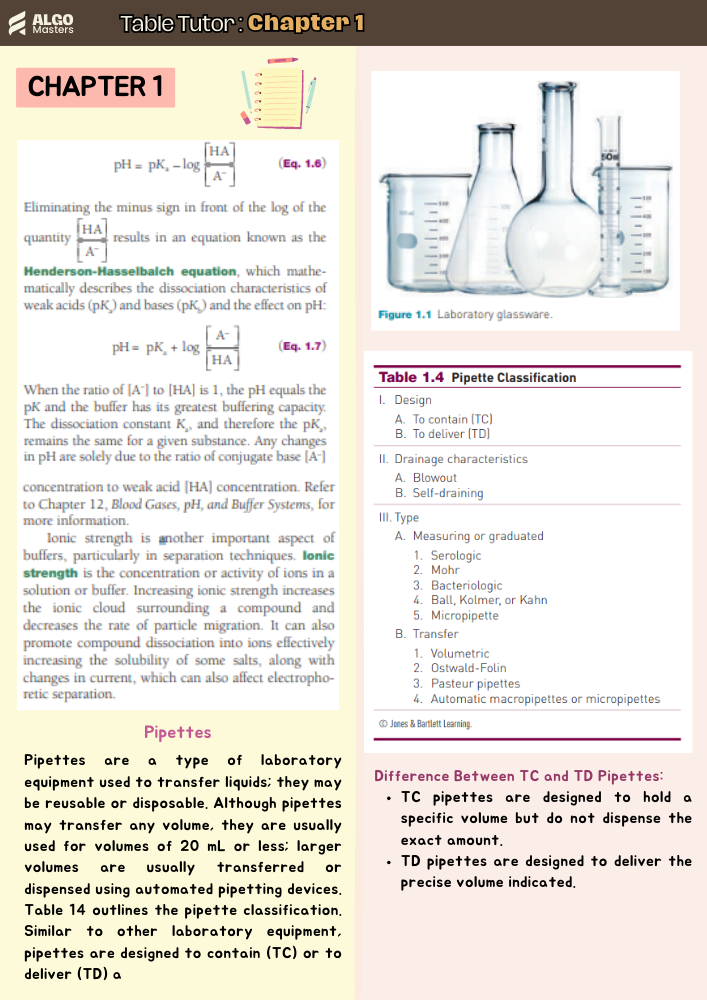 ALGO
Masters
Table Tutor : Chapter 1
CHAPTER 1
pH = pKₐ – log [HA] / [A⁻] (Eq. 1.6)
Eliminating the minus sign in front of the log of the
quantity [HA] / [A⁻] results in an equation known as the
Henderson-Hasselbalch equation, which mathe-
matically describes the dissociation characteristics of
weak acids (pKₐ) and bases (pK_b) and the effect on pH:
pH = pKₐ + log [A⁻] / [HA] (Eq. 1.7)
When the ratio of [A⁻] to [HA] is 1, the pH equals the
pK and the buffer has its greatest buffering capacity.
The dissociation constant Kₐ, and therefore the pKₐ,
remains the same for a given substance. Any changes
in pH are solely due to the ratio of conjugate base [A⁻]
concentration to weak acid [HA] concentration. Refer
to Chapter 12, Blood Gases, pH, and Buffer Systems, for
more information.
Ionic strength is another important aspect of
buffers, particularly in separation techniques. Ionic
strength is the concentration or activity of ions in a
solution or buffer. Increasing ionic strength increases
the ionic cloud surrounding a compound and
decreases the rate of particle migration. It can also
promote compound dissociation into ions effectively
increasing the solubility of some salts, along with
changes in current, which can also affect electropho-
retic separation.
Pipettes
Pipettes are a type of laboratory
equipment used to transfer liquids; they may
be reusable or disposable. Although pipettes
may transfer any volume, they are usually
used for volumes of 20 mL or less; larger
volumes are usually transferred or
dispensed using automated pipetting devices.
Table 14 outlines the pipette classification.
Similar to other laboratory equipment,
pipettes are designed to contain (TC) or to
deliver (TD) a
50
Figure 1.1 Laboratory glassware.
Table 1.4 Pipette Classification
I. Design
A. To contain (TC)
B. To deliver (TD)
II. Drainage characteristics
A. Blowout
B. Self-draining
III. Type
A. Measuring or graduated
1. Serologic
2. Mohr
3. Bacteriologic
4. Ball, Kolmer, or Kahn
5. Micropipette
B. Transfer
1. Volumetric
2. Ostwald-Folin
3. Pasteur pipettes
4. Automatic macropipettes or micropipettes
© Jones & Bartlett Learning.
Difference Between TC and TD Pipettes:
• TC pipettes are designed to hold a
specific volume but do not dispense the
exact amount.
• TD pipettes are designed to deliver the
precise volume indicated.